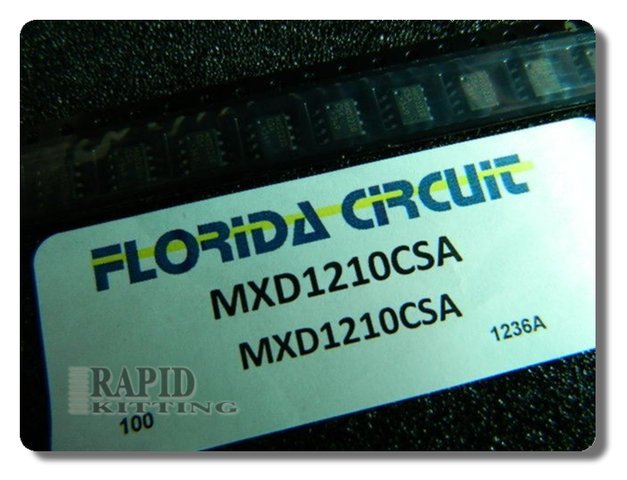 FLORIDA CIRCUIT
MXD1210CSA
MXD1210CSA
1236A
RAPID
KITTING
100